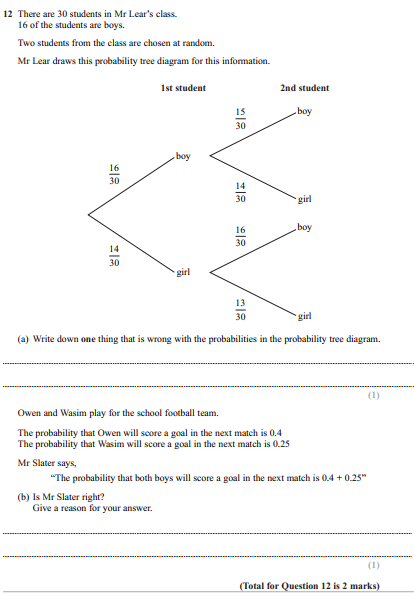 12 There are 30 students in Mr Lear's class.
16 of the students are boys.
Two students from the class are chosen at random.
Mr Lear draws this probability tree diagram for this information.
1st student 2nd student
15
30
boy
16
30
boy
14
30
girl
16
30
boy
14
30
girl
13
30
girl
(a) Write down one thing that is wrong with the probabilities in the probability tree diagram.
(1)
Owen and Wasim play for the school football team.
The probability that Owen will score a goal in the next match is 0.4
The probability that Wasim will score a goal in the next match is 0.25
Mr Slater says,
"The probability that both boys will score a goal in the next match is 0.4 + 0.25"
(b) Is Mr Slater right?
Give a reason for your answer.
(1)
(Total for Question 12 is 2 marks)